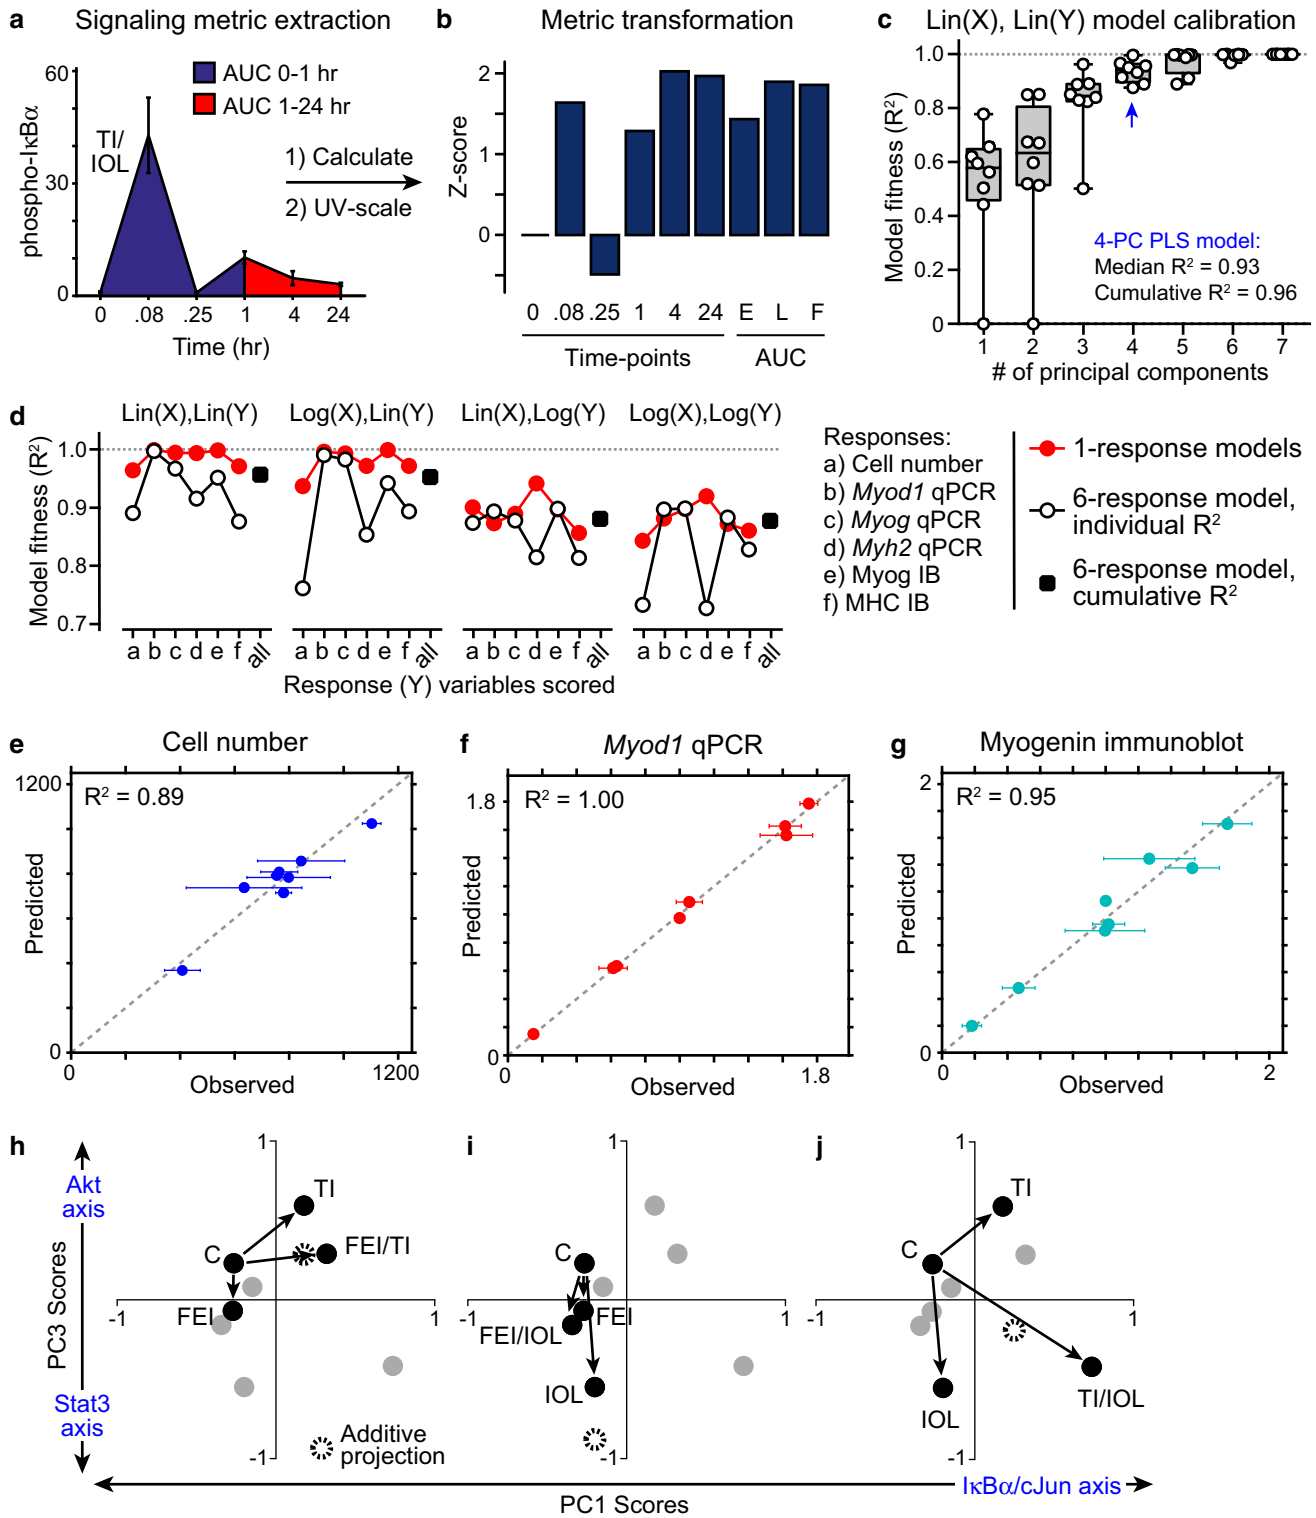 a Signaling metric extraction
60
30
0
phospho-IκBα
TI/
IOL
AUC 0-1 hr
AUC 1-24 hr
1) Calculate
2) UV-scale
0 .08 .25 1 4 24
Time (hr)
b Metric transformation
2
1
0
Z-score
0 .08 .25 1 4 24 E L F
Time-points AUC
c Lin(X), Lin(Y) model calibration
1.0
0.8
0.6
0.4
0.2
0
Model fitness (R²)
4-PC PLS model:
Median R² = 0.93
Cumulative R² = 0.96
1 2 3 4 5 6 7
# of principal components
d Lin(X),Lin(Y) Log(X),Lin(Y) Lin(X),Log(Y) Log(X),Log(Y)
1.0
0.9
0.8
0.7
Model fitness (R²)
a b c d e f all a b c d e f all a b c d e f all a b c d e f all
Response (Y) variables scored
Responses:
a) Cell number
b) Myod1 qPCR
c) Myog qPCR
d) Myh2 qPCR
e) Myog IB
f) MHC IB
1-response models
6-response model,
individual R²
6-response model,
cumulative R²
e Cell number
R² = 0.89
1200
0
Predicted
0 1200
Observed
f Myod1 qPCR
R² = 1.00
1.8
0
Predicted
0 1.8
Observed
g Myogenin immunoblot
R² = 0.95
2
0
Predicted
0 2
Observed
h
Akt
axis
PC3 Scores
Stat3
axis
1
TI
C
FEI/TI
FEI
-1 1
-1
Additive
projection
i
1
C
FEI
FEI/IOL
IOL
-1 1
-1
j
1
TI
C
IOL
TI/IOL
-1 1
-1
PC1 Scores
IκBα/cJun axis